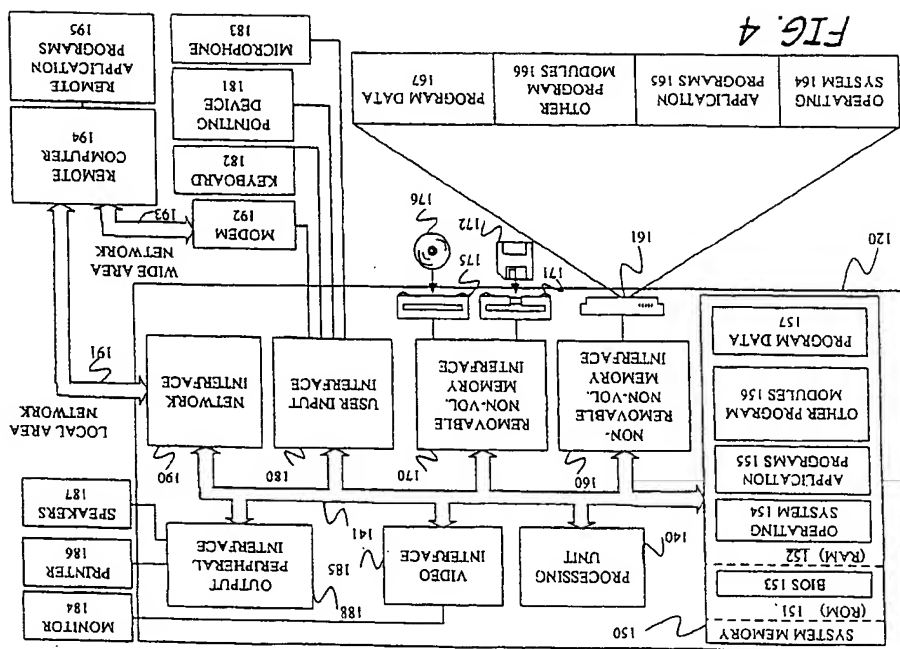 SYSTEM MEMORY
150
(ROM) 151
BIOS 153
(RAM) 152
OPERATING
SYSTEM 154
APPLICATION
PROGRAMS 155
OTHER PROGRAM
MODULES 156
PROGRAM DATA
157
120
PROCESSING
UNIT
140
VIDEO
INTERFACE
141
185
OUTPUT
PERIPHERAL
INTERFACE
188
MONITOR
184
PRINTER
186
SPEAKERS
187
NON-
REMOVABLE
NON-VOL.
MEMORY
INTERFACE
160
REMOVABLE
NON-VOL.
MEMORY
INTERFACE
170
USER INPUT
INTERFACE
180
NETWORK
INTERFACE
190
LOCAL AREA
NETWORK
191
161
171
175
172
176
WIDE AREA
NETWORK
193
MODEM
192
KEYBOARD
182
POINTING
DEVICE
181
MICROPHONE
183
REMOTE
COMPUTER
194
REMOTE
APPLICATION
PROGRAMS
195
OPERATING
SYSTEM 164
APPLICATION
PROGRAMS 165
OTHER
PROGRAM
MODULES 166
PROGRAM DATA
167
FIG. 4